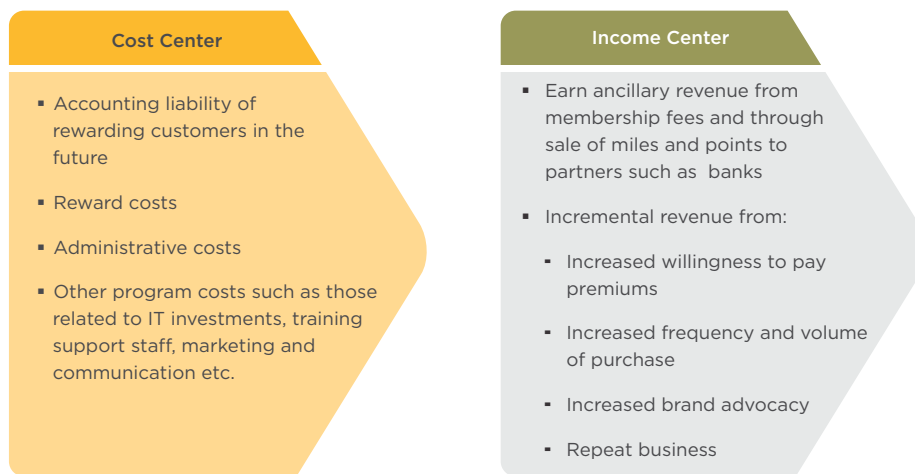 Cost Center
▪ Accounting liability of
rewarding customers in the
future
▪ Reward costs
▪ Administrative costs
▪ Other program costs such as those
related to IT investments, training
support staff, marketing and
communication etc.
Income Center
▪ Earn ancillary revenue from
membership fees and through
sale of miles and points to
partners such as banks
▪ Incremental revenue from:
- Increased willingness to pay
premiums
- Increased frequency and volume
of purchase
- Increased brand advocacy
- Repeat business